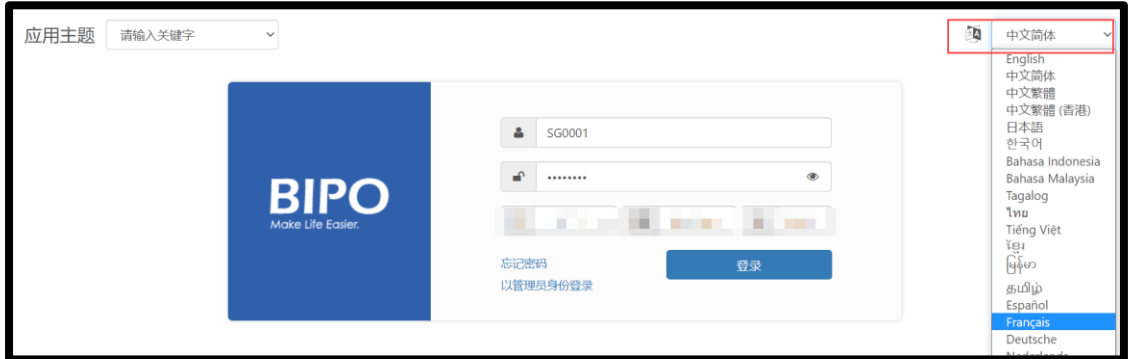 应用主题
请输入关键字
中文简体
English
中文简体
中文繁體
中文繁體 (香港)
日本語
한국어
Bahasa Indonesia
Bahasa Malaysia
Tagalog
ไทย
Tiếng Việt
ខ្មែរ
မြန်မာ
தமிழ்
Español
Français
Deutsche
Nederlands
BIPO
Make Life Easier.
SG0001
••••••••
忘记密码
登录
以管理员身份登录